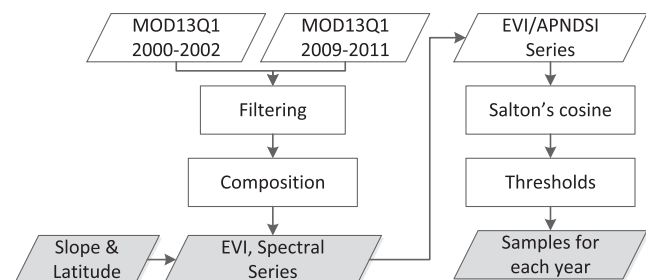 MOD13Q1
2000-2002
MOD13Q1
2009-2011
EVI/APNDSI
Series
Filtering
Salton's cosine
Composition
Thresholds
Slope &
Latitude
EVI, Spectral
Series
Samples for
each year